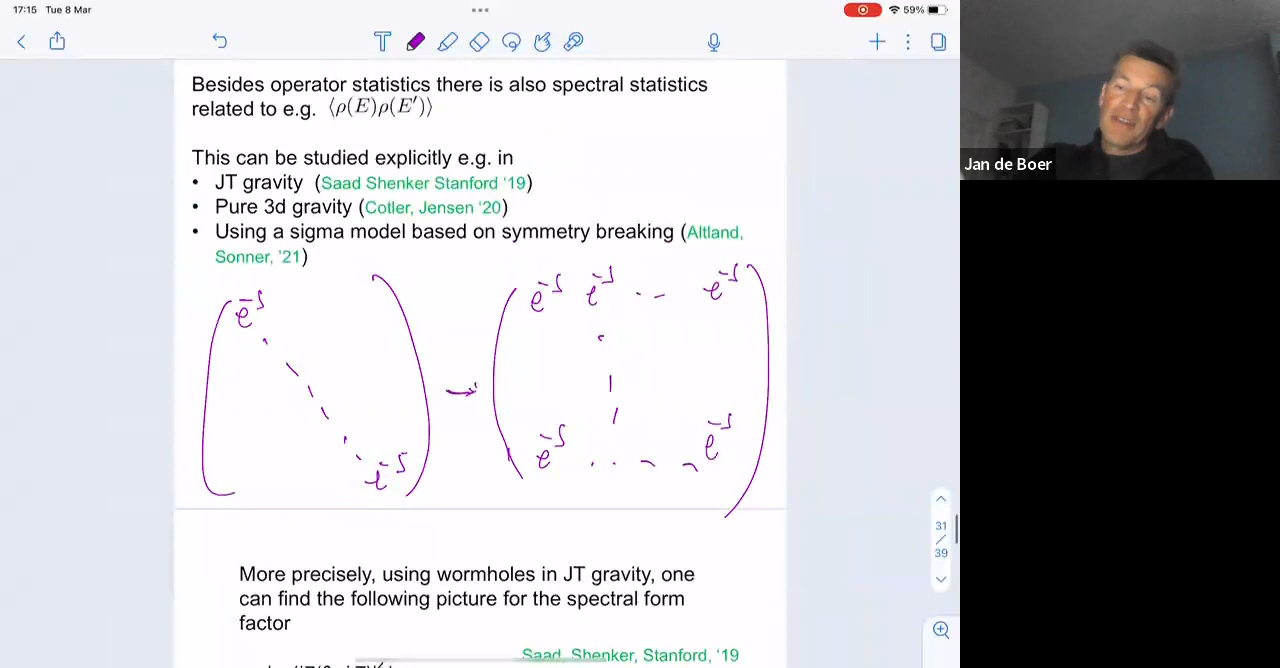 17:15 Tue 8 Mar
59%
Besides operator statistics there is also spectral statistics
related to e.g. ⟨ρ(E)ρ(E′)⟩
This can be studied explicitly e.g. in
• JT gravity (Saad Shenker Stanford ‘19)
• Pure 3d gravity (Cotler, Jensen ‘20)
• Using a sigma model based on symmetry breaking (Altland,
Sonner, ‘21)
e^-S
e^-S
e^-S e^-S e^-S
e^-S e^-S
More precisely, using wormholes in JT gravity, one
can find the following picture for the spectral form
factor
Saad, Shenker, Stanford, ‘19
31
/
39
Jan de Boer